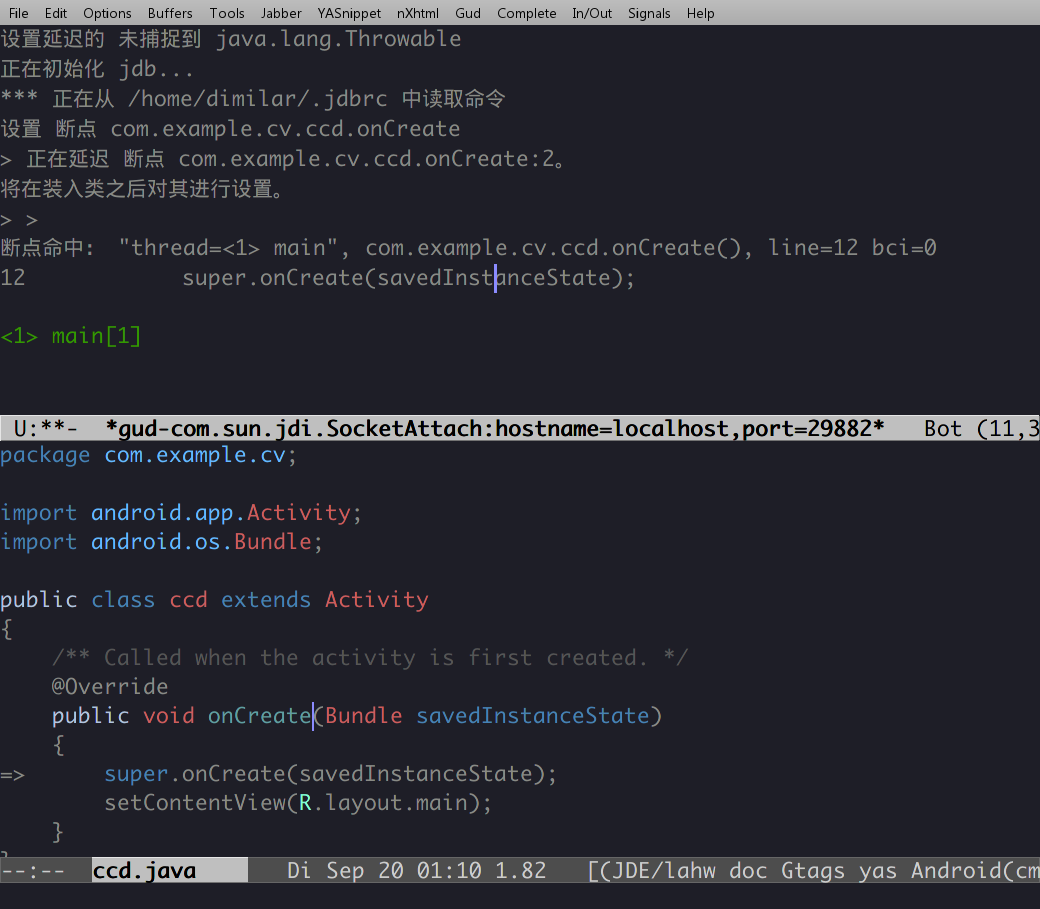 File Edit Options Buffers Tools Jabber YASnippet nXhtml Gud Complete In/Out Signals Help
设置延迟的 未捕捉到 java.lang.Throwable
正在初始化 jdb...
*** 正在从 /home/dimilar/.jdbrc 中读取命令
设置 断点 com.example.cv.ccd.onCreate
> 正在延迟 断点 com.example.cv.ccd.onCreate:2。
将在装入类之后对其进行设置。
> >
断点命中: "thread=<1> main", com.example.cv.ccd.onCreate(), line=12 bci=0
12 super.onCreate(savedInstanceState);
<1> main[1]
U:**- *gud-com.sun.jdi.SocketAttach:hostname=localhost,port=29882* Bot (11,3
package com.example.cv;
import android.app.Activity;
import android.os.Bundle;
public class ccd extends Activity
{
/** Called when the activity is first created. */
@Override
public void onCreate(Bundle savedInstanceState)
{
=> super.onCreate(savedInstanceState);
setContentView(R.layout.main);
}
--:-- ccd.java Di Sep 20 01:10 1.82 [(JDE/lahw doc Gtags yas Android(cm